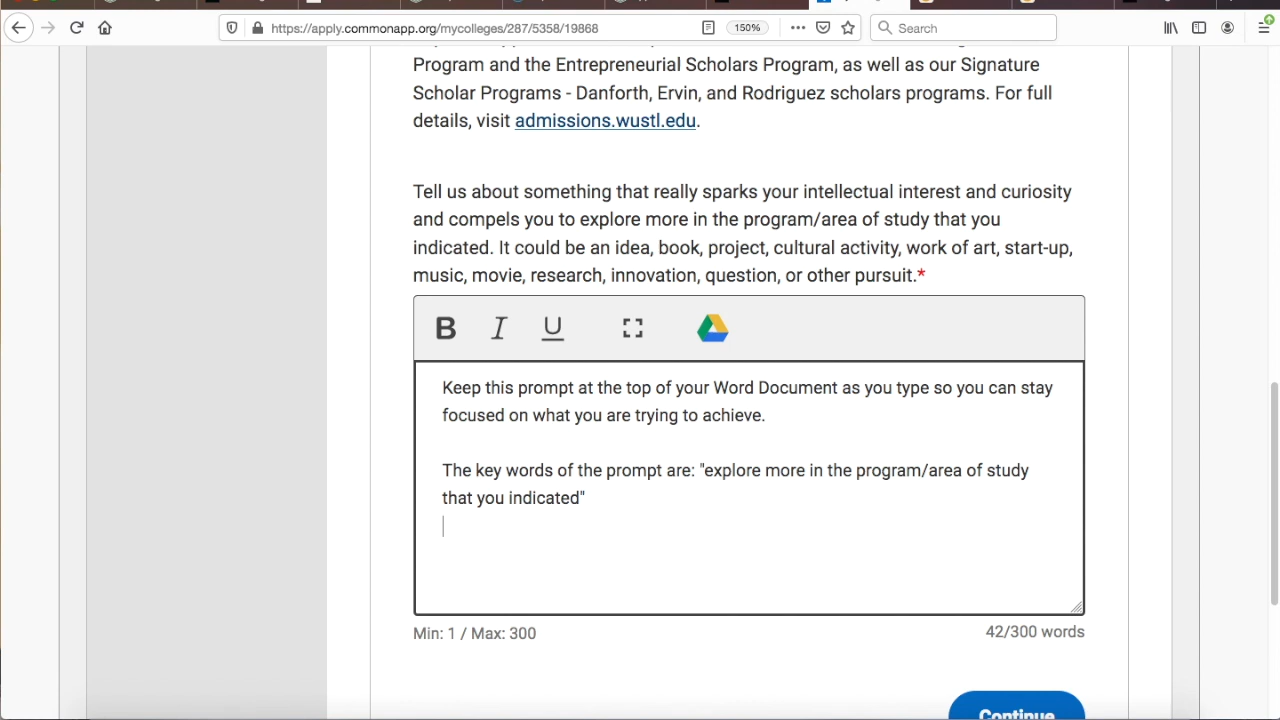 https://apply.commonapp.org/mycolleges/287/5358/19868
150%
Search
Program and the Entrepreneurial Scholars Program, as well as our Signature
Scholar Programs - Danforth, Ervin, and Rodriguez scholars programs. For full
details, visit admissions.wustl.edu.
Tell us about something that really sparks your intellectual interest and curiosity
and compels you to explore more in the program/area of study that you
indicated. It could be an idea, book, project, cultural activity, work of art, start-up,
music, movie, research, innovation, question, or other pursuit.*
B I U
Keep this prompt at the top of your Word Document as you type so you can stay
focused on what you are trying to achieve.
The key words of the prompt are: "explore more in the program/area of study
that you indicated"
Min: 1 / Max: 300
42/300 words
Continue